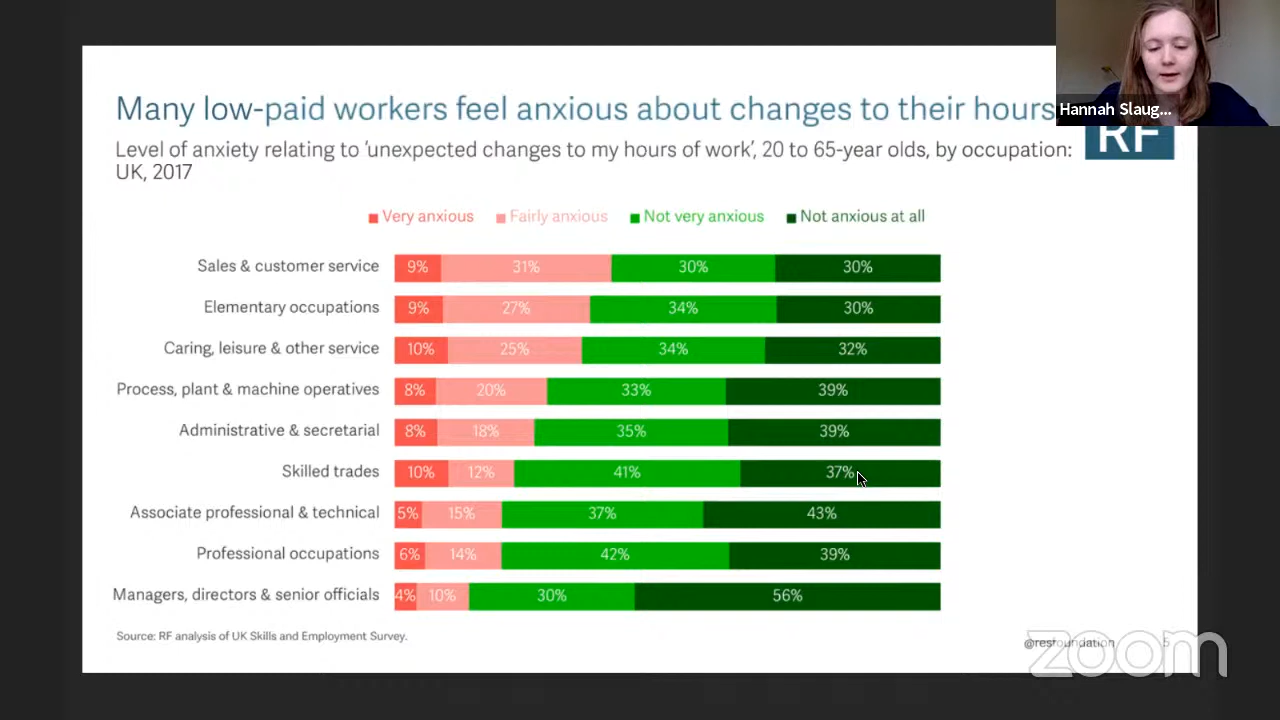 Many low-paid workers feel anxious about changes to their hours
Hannah Slaug...
RF
Level of anxiety relating to 'unexpected changes to my hours of work', 20 to 65-year olds, by occupation:
UK, 2017
Very anxious Fairly anxious Not very anxious Not anxious at all
Sales & customer service 9% 31% 30% 30%
Elementary occupations 9% 27% 34% 30%
Caring, leisure & other service 10% 25% 34% 32%
Process, plant & machine operatives 8% 20% 33% 39%
Administrative & secretarial 8% 18% 35% 39%
Skilled trades 10% 12% 41% 37%
Associate professional & technical 5% 15% 37% 43%
Professional occupations 6% 14% 42% 39%
Managers, directors & senior officials 4% 10% 30% 56%
Source: RF analysis of UK Skills and Employment Survey.
@resfoundation 5
zoom